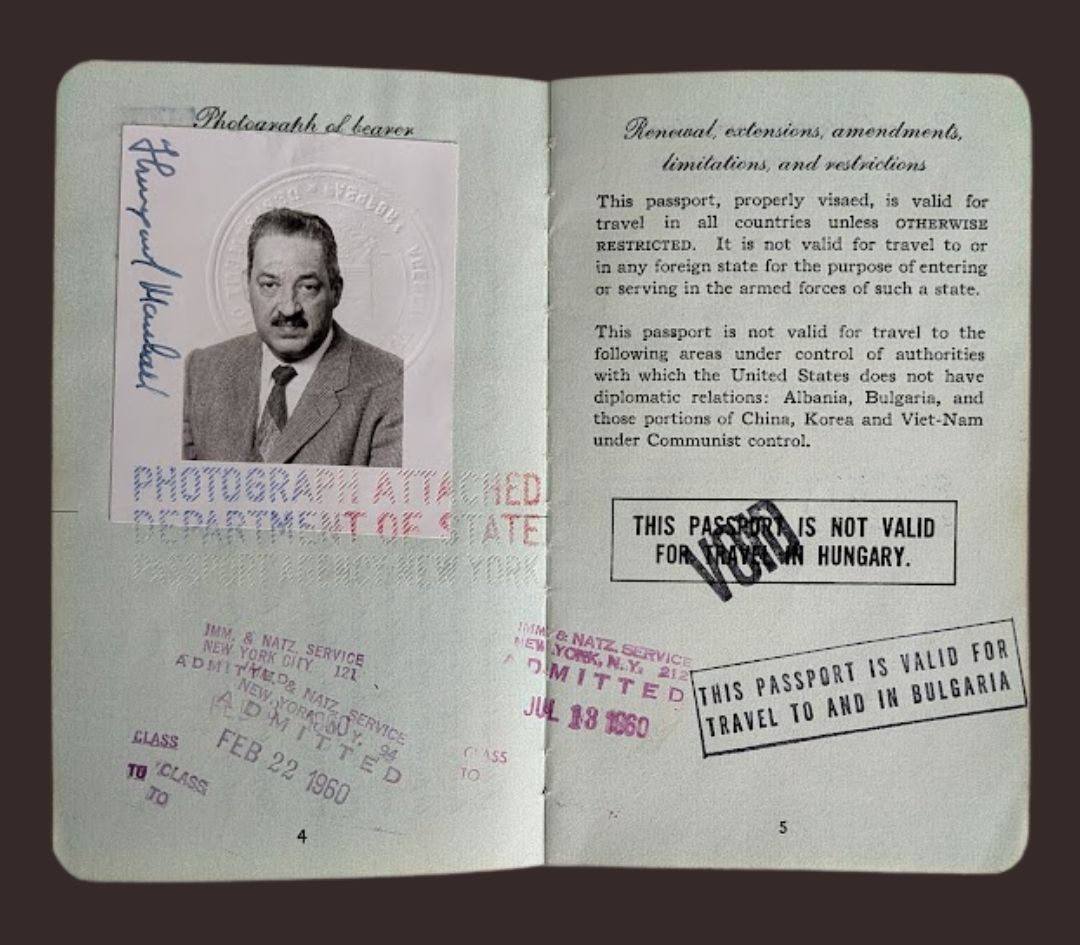 Photograph of bearer
Thurgood Marshall
PHOTOGRAPH ATTACHED
DEPARTMENT OF STATE
PASSPORT AGENCY NEW YORK
IMM. & NATZ. SERVICE
NEW YORK CITY 121
ADMITTED
IMM. & NATZ. SERVICE
NEW YORK, N.Y. 94
ADMITTED
FEB 22 1960
CLASS
TO
CLASS
TO
CLASS
TO
4
Renewal, extensions, amendments,
limitations, and restrictions
This passport, properly visaed, is valid for
travel in all countries unless OTHERWISE
RESTRICTED. It is not valid for travel to or
in any foreign state for the purpose of entering
or serving in the armed forces of such a state.
This passport is not valid for travel to the
following areas under control of authorities
with which the United States does not have
diplomatic relations: Albania, Bulgaria, and
those portions of China, Korea and Viet-Nam
under Communist control.
THIS PASSPORT IS NOT VALID
FOR TRAVEL IN HUNGARY.
VOID
IMM. & NATZ. SERVICE
NEW YORK, N.Y. 212
ADMITTED
JUL 13 1960
THIS PASSPORT IS VALID FOR
TRAVEL TO AND IN BULGARIA
5